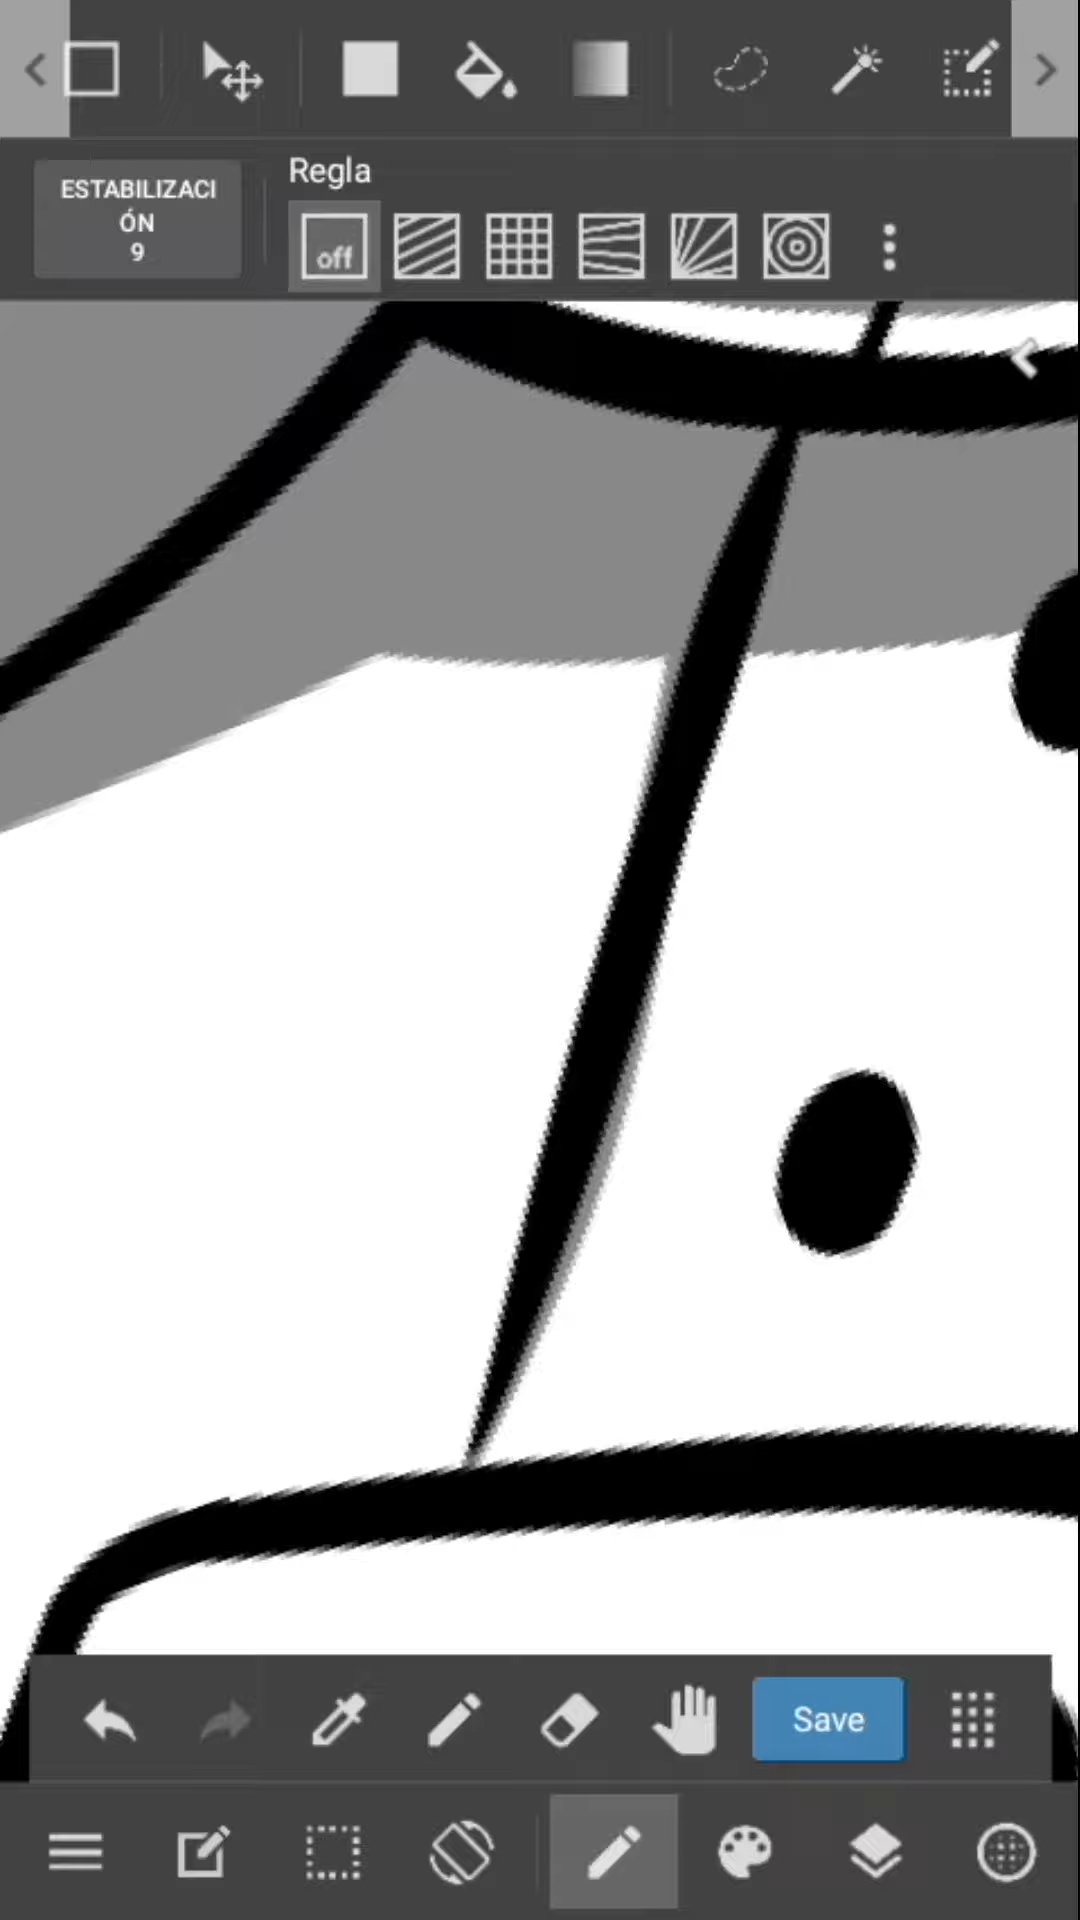 Regla
ESTABILIZACI
ÓN
9
off
Save